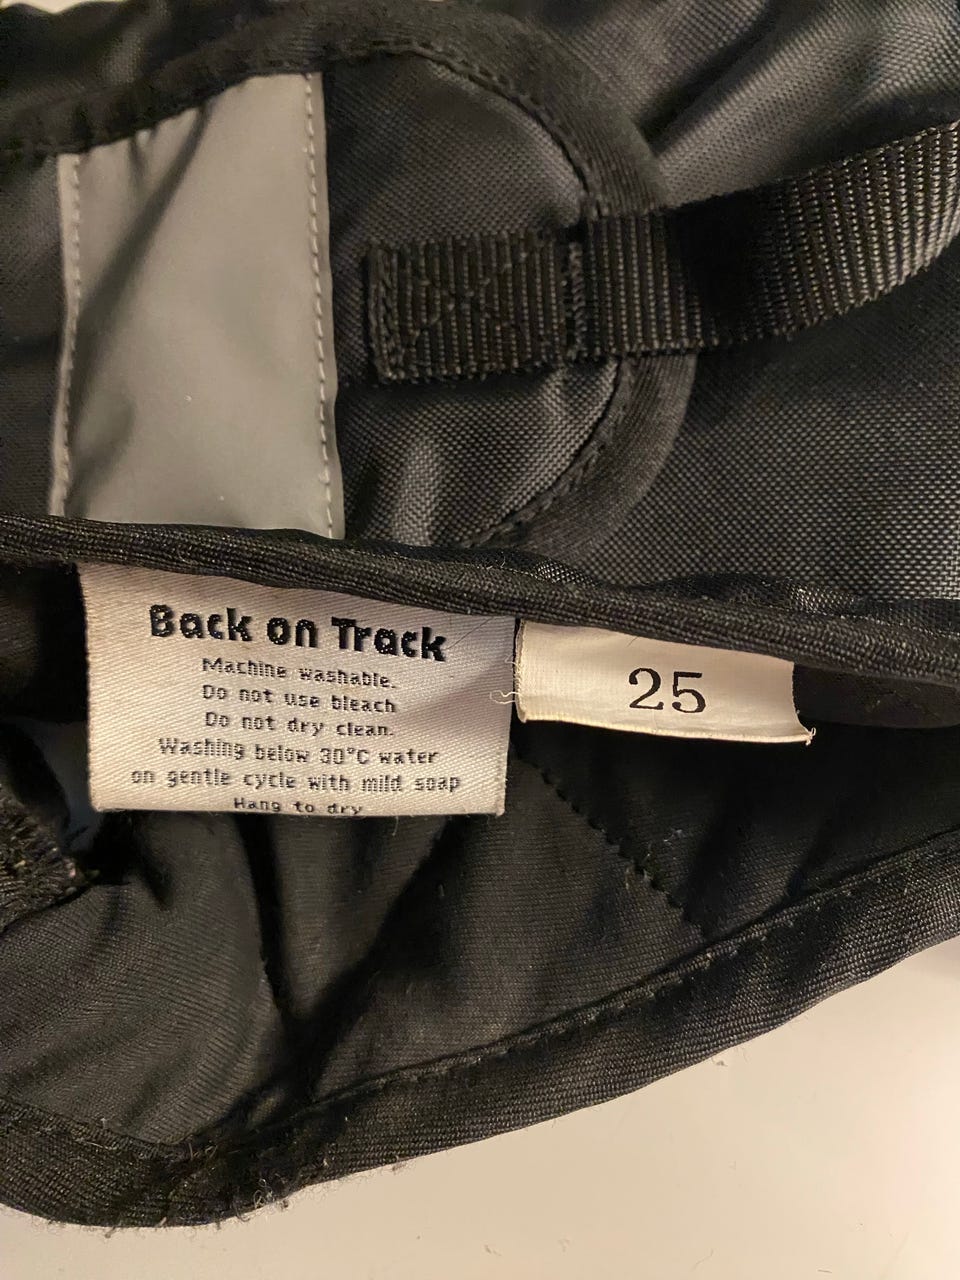 Back on Track
Machine washable.
Do not use bleach
Do not dry clean.
Washing below 30°C water
on gentle cycle with mild soap
Hang to dry
25